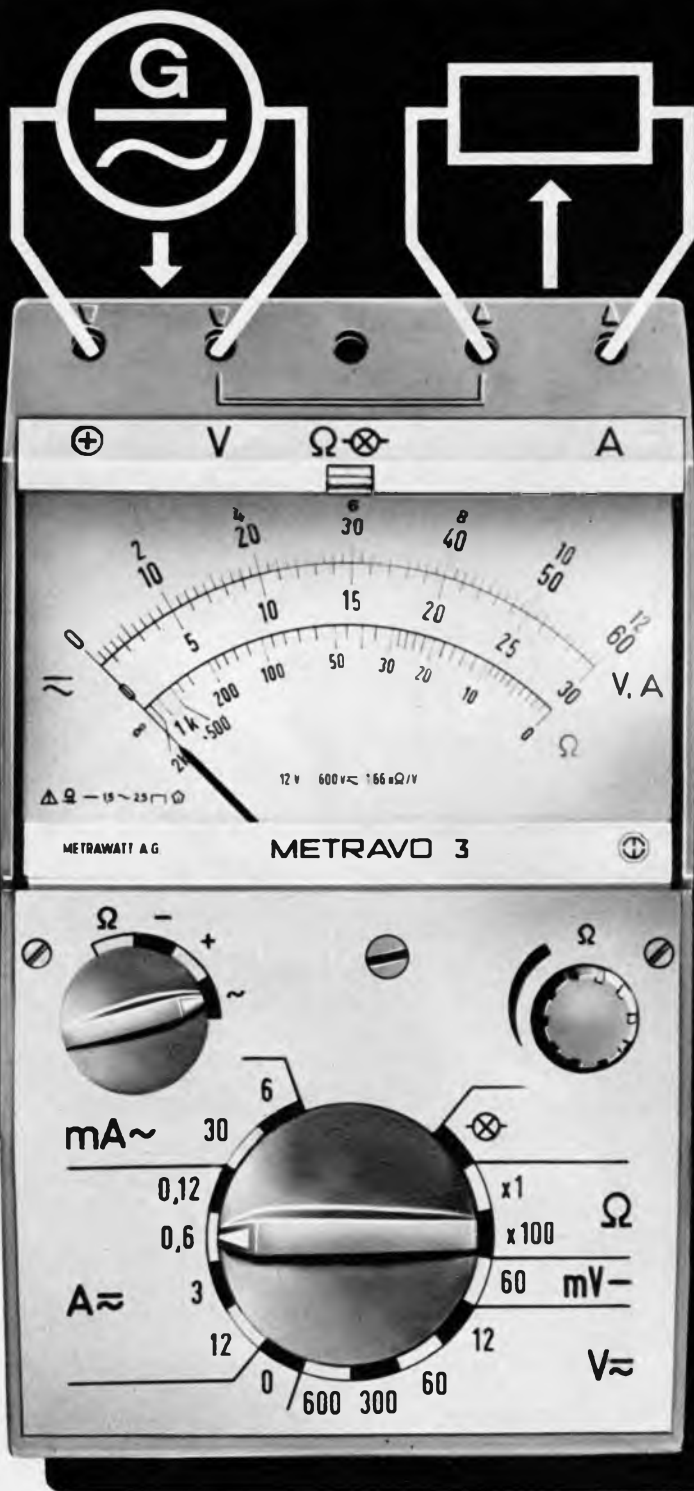 G
⊕ V Ω A
2 4 6 8 10 12
0 10 20 30 40 50 60
0 5 10 15 20 25 30 V, A
∞ 2k 1k 500 200 100 50 30 20 10 0 Ω
12 V 600 V
METRAWATT A.G. METRAVO 3
Ω − + ~
Ω
6
mA~ 30
0,12
0,6
A≂ 3
12
0
600
300
60
12 V≂
60 mV−
x100
x1 Ω